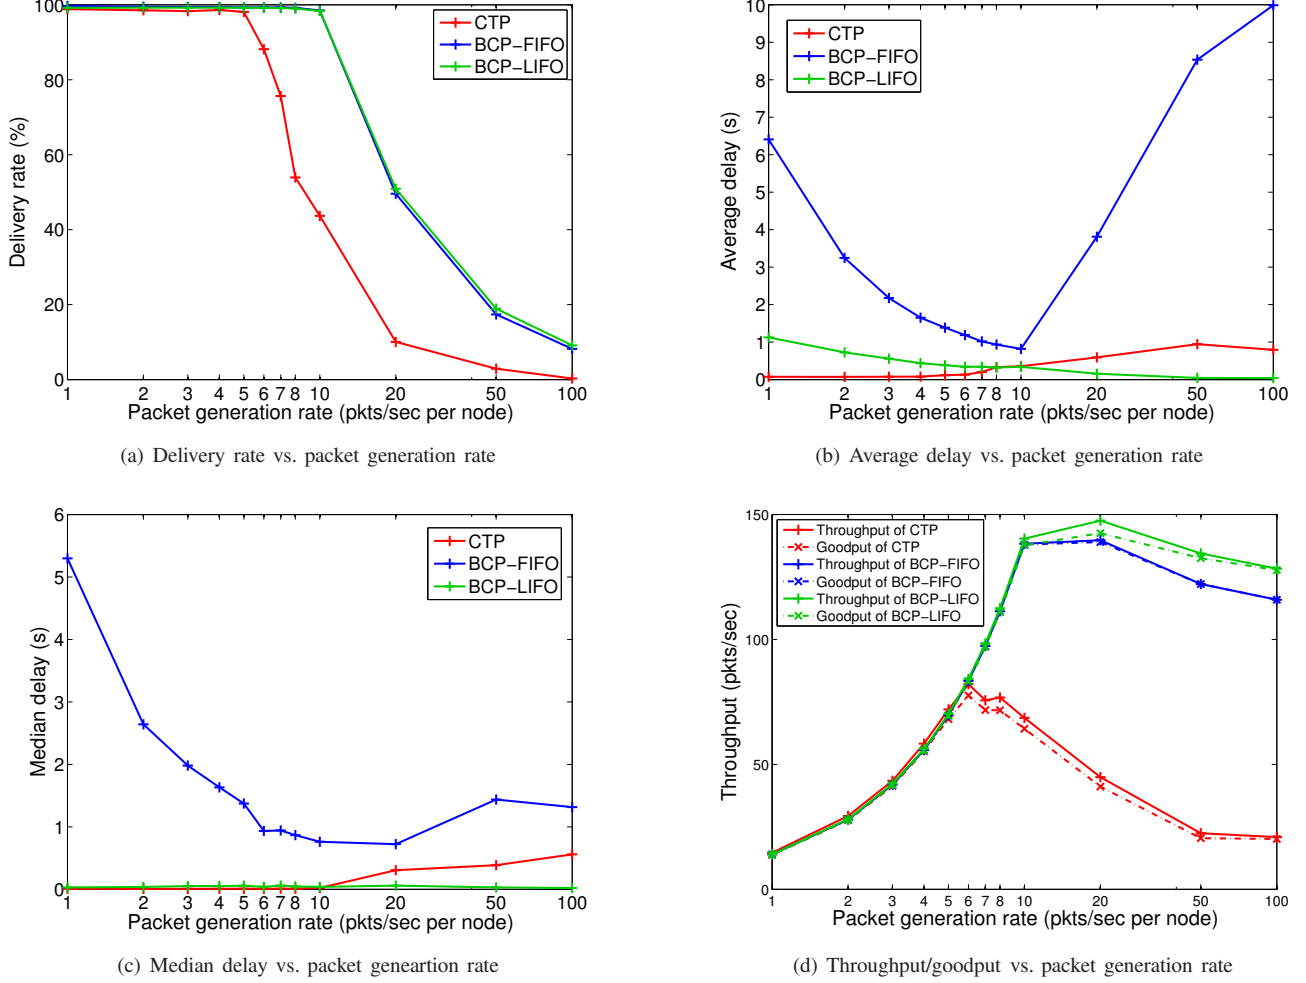 100
80
60
40
20
0
Delivery rate (%)
CTP
BCP-FIFO
BCP-LIFO
1 2 3 4 5 6 7 8 10 20 50 100
Packet generation rate (pkts/sec per node)
(a) Delivery rate vs. packet generation rate
10
9
8
7
6
5
4
3
2
1
0
Average delay (s)
CTP
BCP-FIFO
BCP-LIFO
1 2 3 4 5 6 7 8 10 20 50 100
Packet generation rate (pkts/sec per node)
(b) Average delay vs. packet generation rate
6
5
4
3
2
1
0
Median delay (s)
CTP
BCP-FIFO
BCP-LIFO
1 2 3 4 5 6 7 8 10 20 50 100
Packet generation rate (pkts/sec per node)
(c) Median delay vs. packet geneartion rate
150
100
50
0
Throughput (pkts/sec)
Throughput of CTP
Goodput of CTP
Throughput of BCP-FIFO
Goodput of BCP-FIFO
Throughput of BCP-LIFO
Goodput of BCP-LIFO
1 2 3 4 5 6 7 8 10 20 50 100
Packet generation rate (pkts/sec per node)
(d) Throughput/goodput vs. packet generation rate